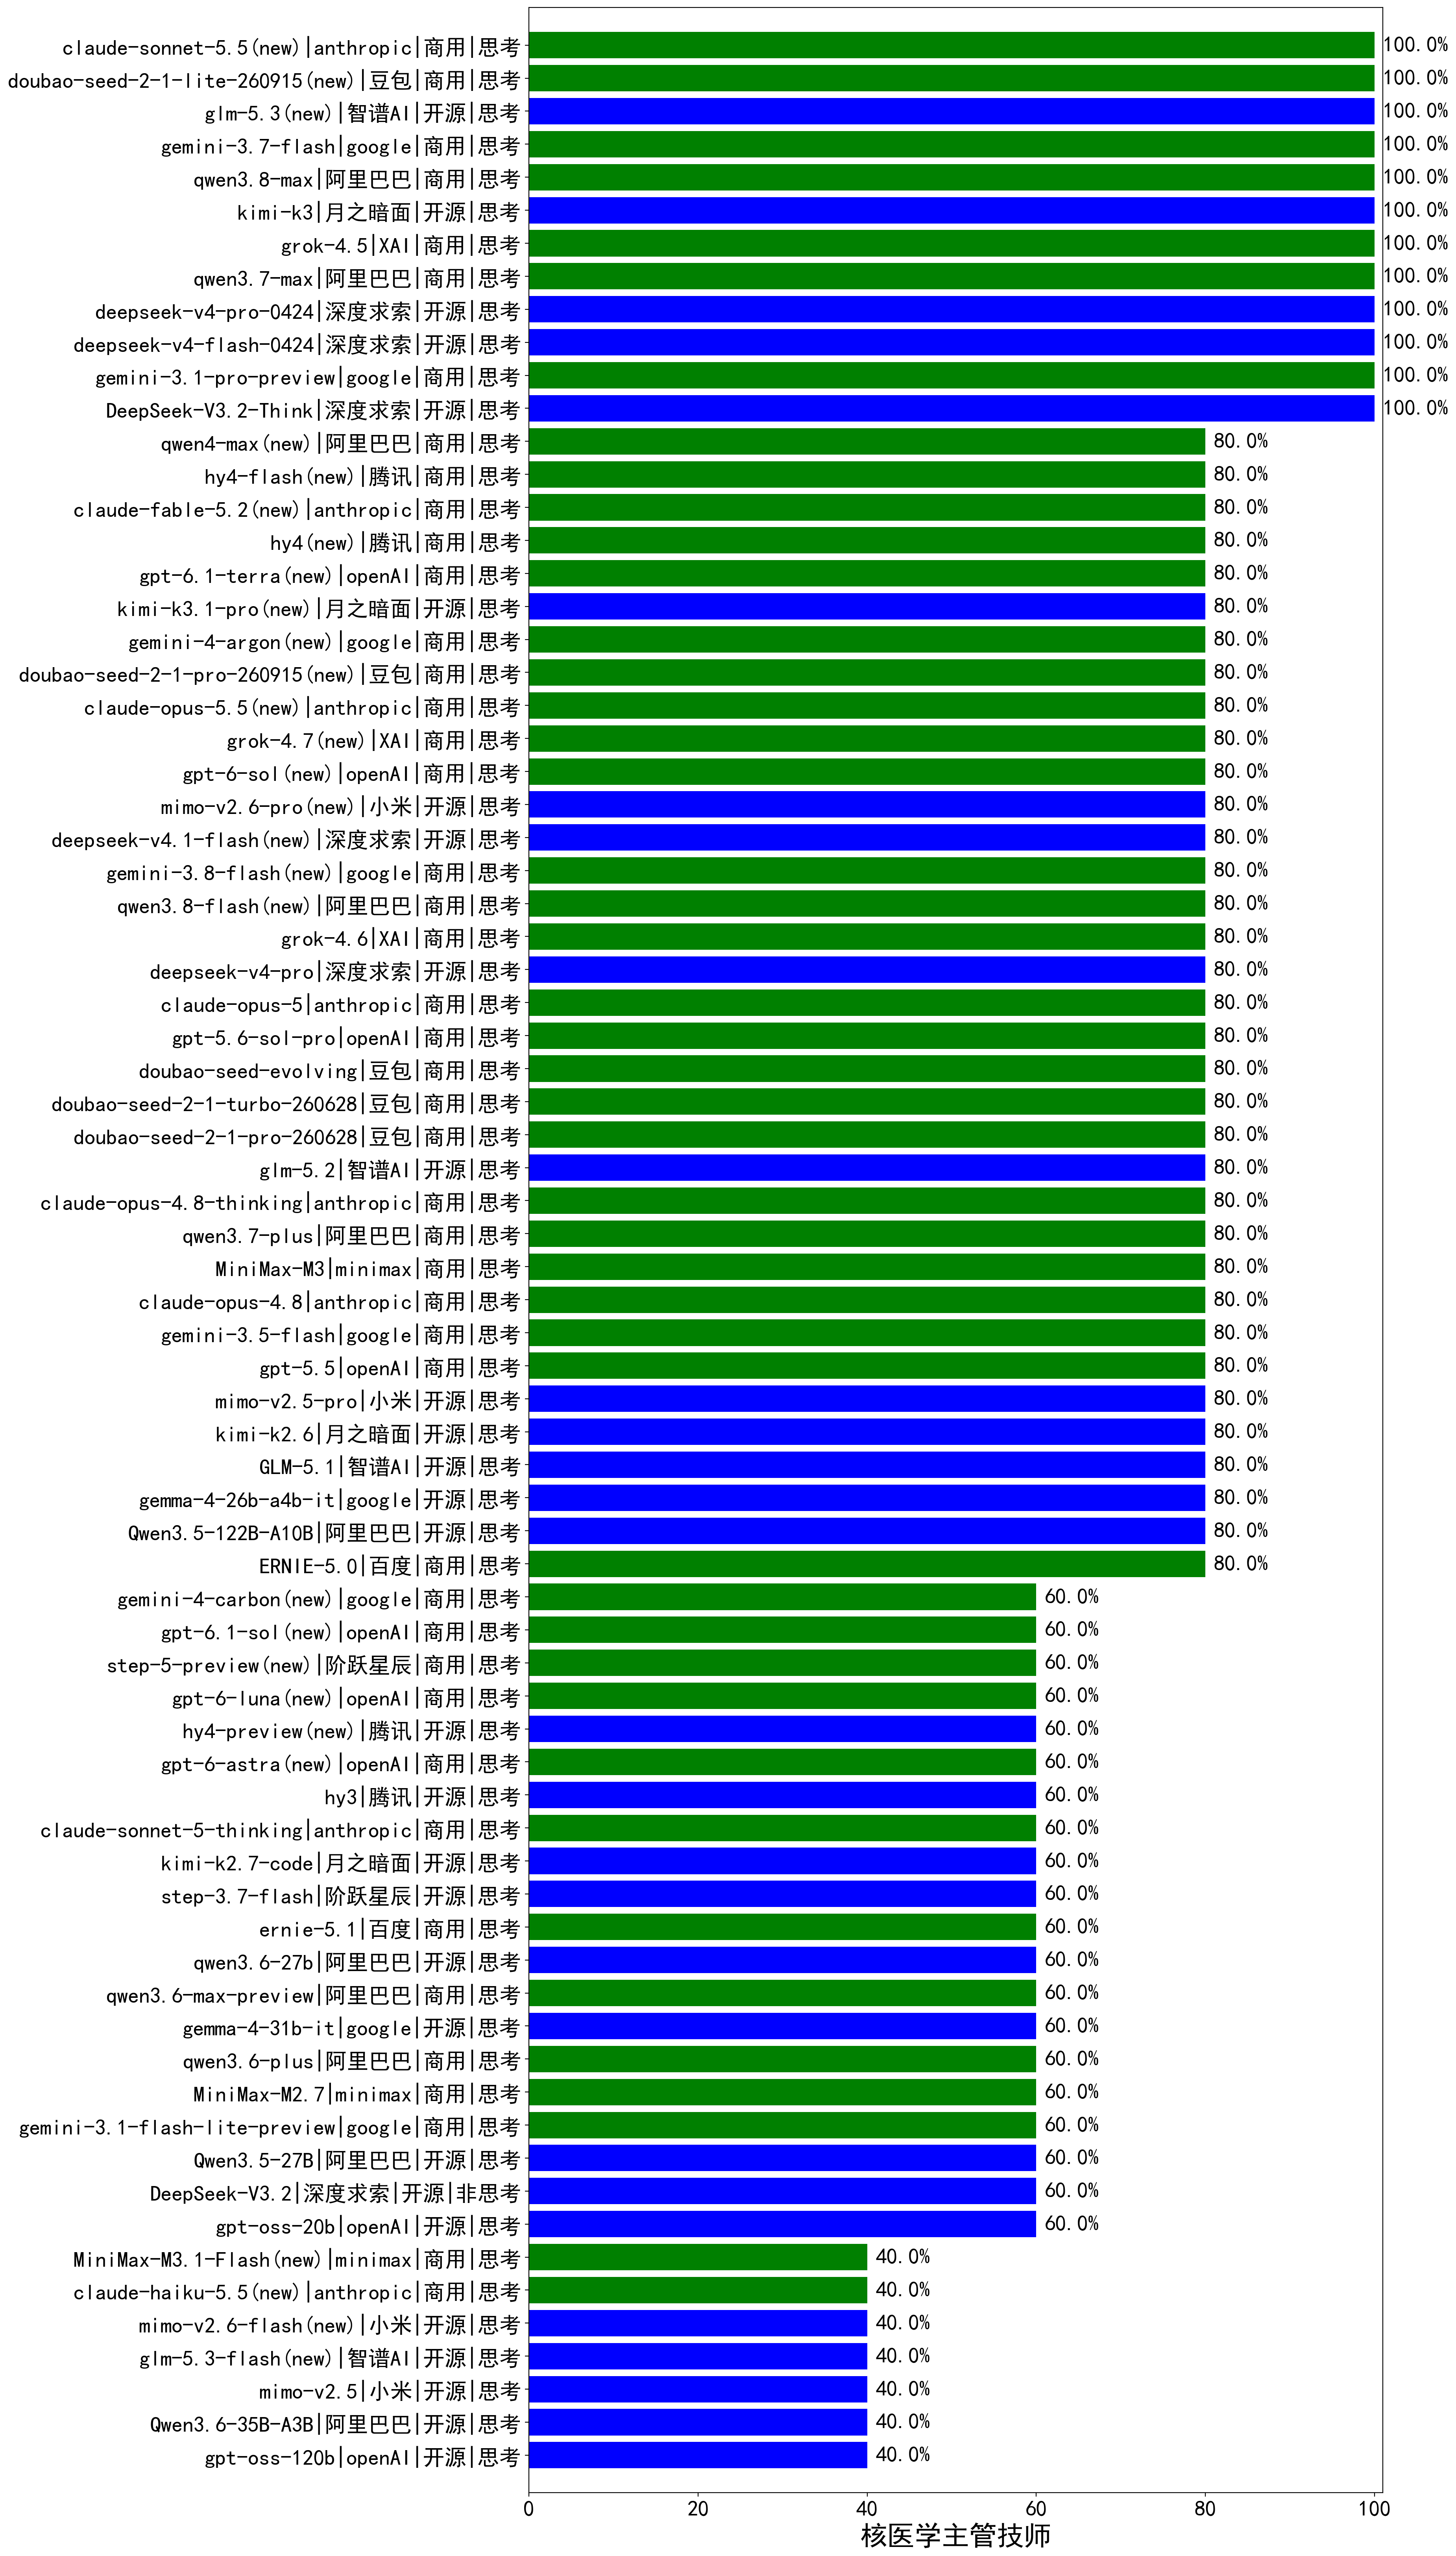 claude-sonnet-5.5(new)|anthropic|商用|思考 100.0%
doubao-seed-2-1-lite-260915(new)|豆包|商用|思考 100.0%
glm-5.3(new)|智谱AI|开源|思考 100.0%
gemini-3.7-flash|google|商用|思考 100.0%
qwen3.8-max|阿里巴巴|商用|思考 100.0%
kimi-k3|月之暗面|开源|思考 100.0%
grok-4.5|XAI|商用|思考 100.0%
qwen3.7-max|阿里巴巴|商用|思考 100.0%
deepseek-v4-pro-0424|深度求索|开源|思考 100.0%
deepseek-v4-flash-0424|深度求索|开源|思考 100.0%
gemini-3.1-pro-preview|google|商用|思考 100.0%
DeepSeek-V3.2-Think|深度求索|开源|思考 100.0%
qwen4-max(new)|阿里巴巴|商用|思考 80.0%
hy4-flash(new)|腾讯|商用|思考 80.0%
claude-fable-5.2(new)|anthropic|商用|思考 80.0%
hy4(new)|腾讯|商用|思考 80.0%
gpt-6.1-terra(new)|openAI|商用|思考 80.0%
kimi-k3.1-pro(new)|月之暗面|开源|思考 80.0%
gemini-4-argon(new)|google|商用|思考 80.0%
doubao-seed-2-1-pro-260915(new)|豆包|商用|思考 80.0%
claude-opus-5.5(new)|anthropic|商用|思考 80.0%
grok-4.7(new)|XAI|商用|思考 80.0%
gpt-6-sol(new)|openAI|商用|思考 80.0%
mimo-v2.6-pro(new)|小米|开源|思考 80.0%
deepseek-v4.1-flash(new)|深度求索|开源|思考 80.0%
gemini-3.8-flash(new)|google|商用|思考 80.0%
qwen3.8-flash(new)|阿里巴巴|商用|思考 80.0%
grok-4.6|XAI|商用|思考 80.0%
deepseek-v4-pro|深度求索|开源|思考 80.0%
claude-opus-5|anthropic|商用|思考 80.0%
gpt-5.6-sol-pro|openAI|商用|思考 80.0%
doubao-seed-evolving|豆包|商用|思考 80.0%
doubao-seed-2-1-turbo-260628|豆包|商用|思考 80.0%
doubao-seed-2-1-pro-260628|豆包|商用|思考 80.0%
glm-5.2|智谱AI|开源|思考 80.0%
claude-opus-4.8-thinking|anthropic|商用|思考 80.0%
qwen3.7-plus|阿里巴巴|商用|思考 80.0%
MiniMax-M3|minimax|商用|思考 80.0%
claude-opus-4.8|anthropic|商用|思考 80.0%
gemini-3.5-flash|google|商用|思考 80.0%
gpt-5.5|openAI|商用|思考 80.0%
mimo-v2.5-pro|小米|开源|思考 80.0%
kimi-k2.6|月之暗面|开源|思考 80.0%
GLM-5.1|智谱AI|开源|思考 80.0%
gemma-4-26b-a4b-it|google|开源|思考 80.0%
Qwen3.5-122B-A10B|阿里巴巴|开源|思考 80.0%
ERNIE-5.0|百度|商用|思考 80.0%
gemini-4-carbon(new)|google|商用|思考 60.0%
gpt-6.1-sol(new)|openAI|商用|思考 60.0%
step-5-preview(new)|阶跃星辰|商用|思考 60.0%
gpt-6-luna(new)|openAI|商用|思考 60.0%
hy4-preview(new)|腾讯|开源|思考 60.0%
gpt-6-astra(new)|openAI|商用|思考 60.0%
hy3|腾讯|开源|思考 60.0%
claude-sonnet-5-thinking|anthropic|商用|思考 60.0%
kimi-k2.7-code|月之暗面|开源|思考 60.0%
step-3.7-flash|阶跃星辰|开源|思考 60.0%
ernie-5.1|百度|商用|思考 60.0%
qwen3.6-27b|阿里巴巴|开源|思考 60.0%
qwen3.6-max-preview|阿里巴巴|商用|思考 60.0%
gemma-4-31b-it|google|开源|思考 60.0%
qwen3.6-plus|阿里巴巴|商用|思考 60.0%
MiniMax-M2.7|minimax|商用|思考 60.0%
gemini-3.1-flash-lite-preview|google|商用|思考 60.0%
Qwen3.5-27B|阿里巴巴|开源|思考 60.0%
DeepSeek-V3.2|深度求索|开源|非思考 60.0%
gpt-oss-20b|openAI|开源|思考 60.0%
MiniMax-M3.1-Flash(new)|minimax|商用|思考 40.0%
claude-haiku-5.5(new)|anthropic|商用|思考 40.0%
mimo-v2.6-flash(new)|小米|开源|思考 40.0%
glm-5.3-flash(new)|智谱AI|开源|思考 40.0%
mimo-v2.5|小米|开源|思考 40.0%
Qwen3.6-35B-A3B|阿里巴巴|开源|思考 40.0%
gpt-oss-120b|openAI|开源|思考 40.0%
0 20 40 60 80 100
核医学主管技师